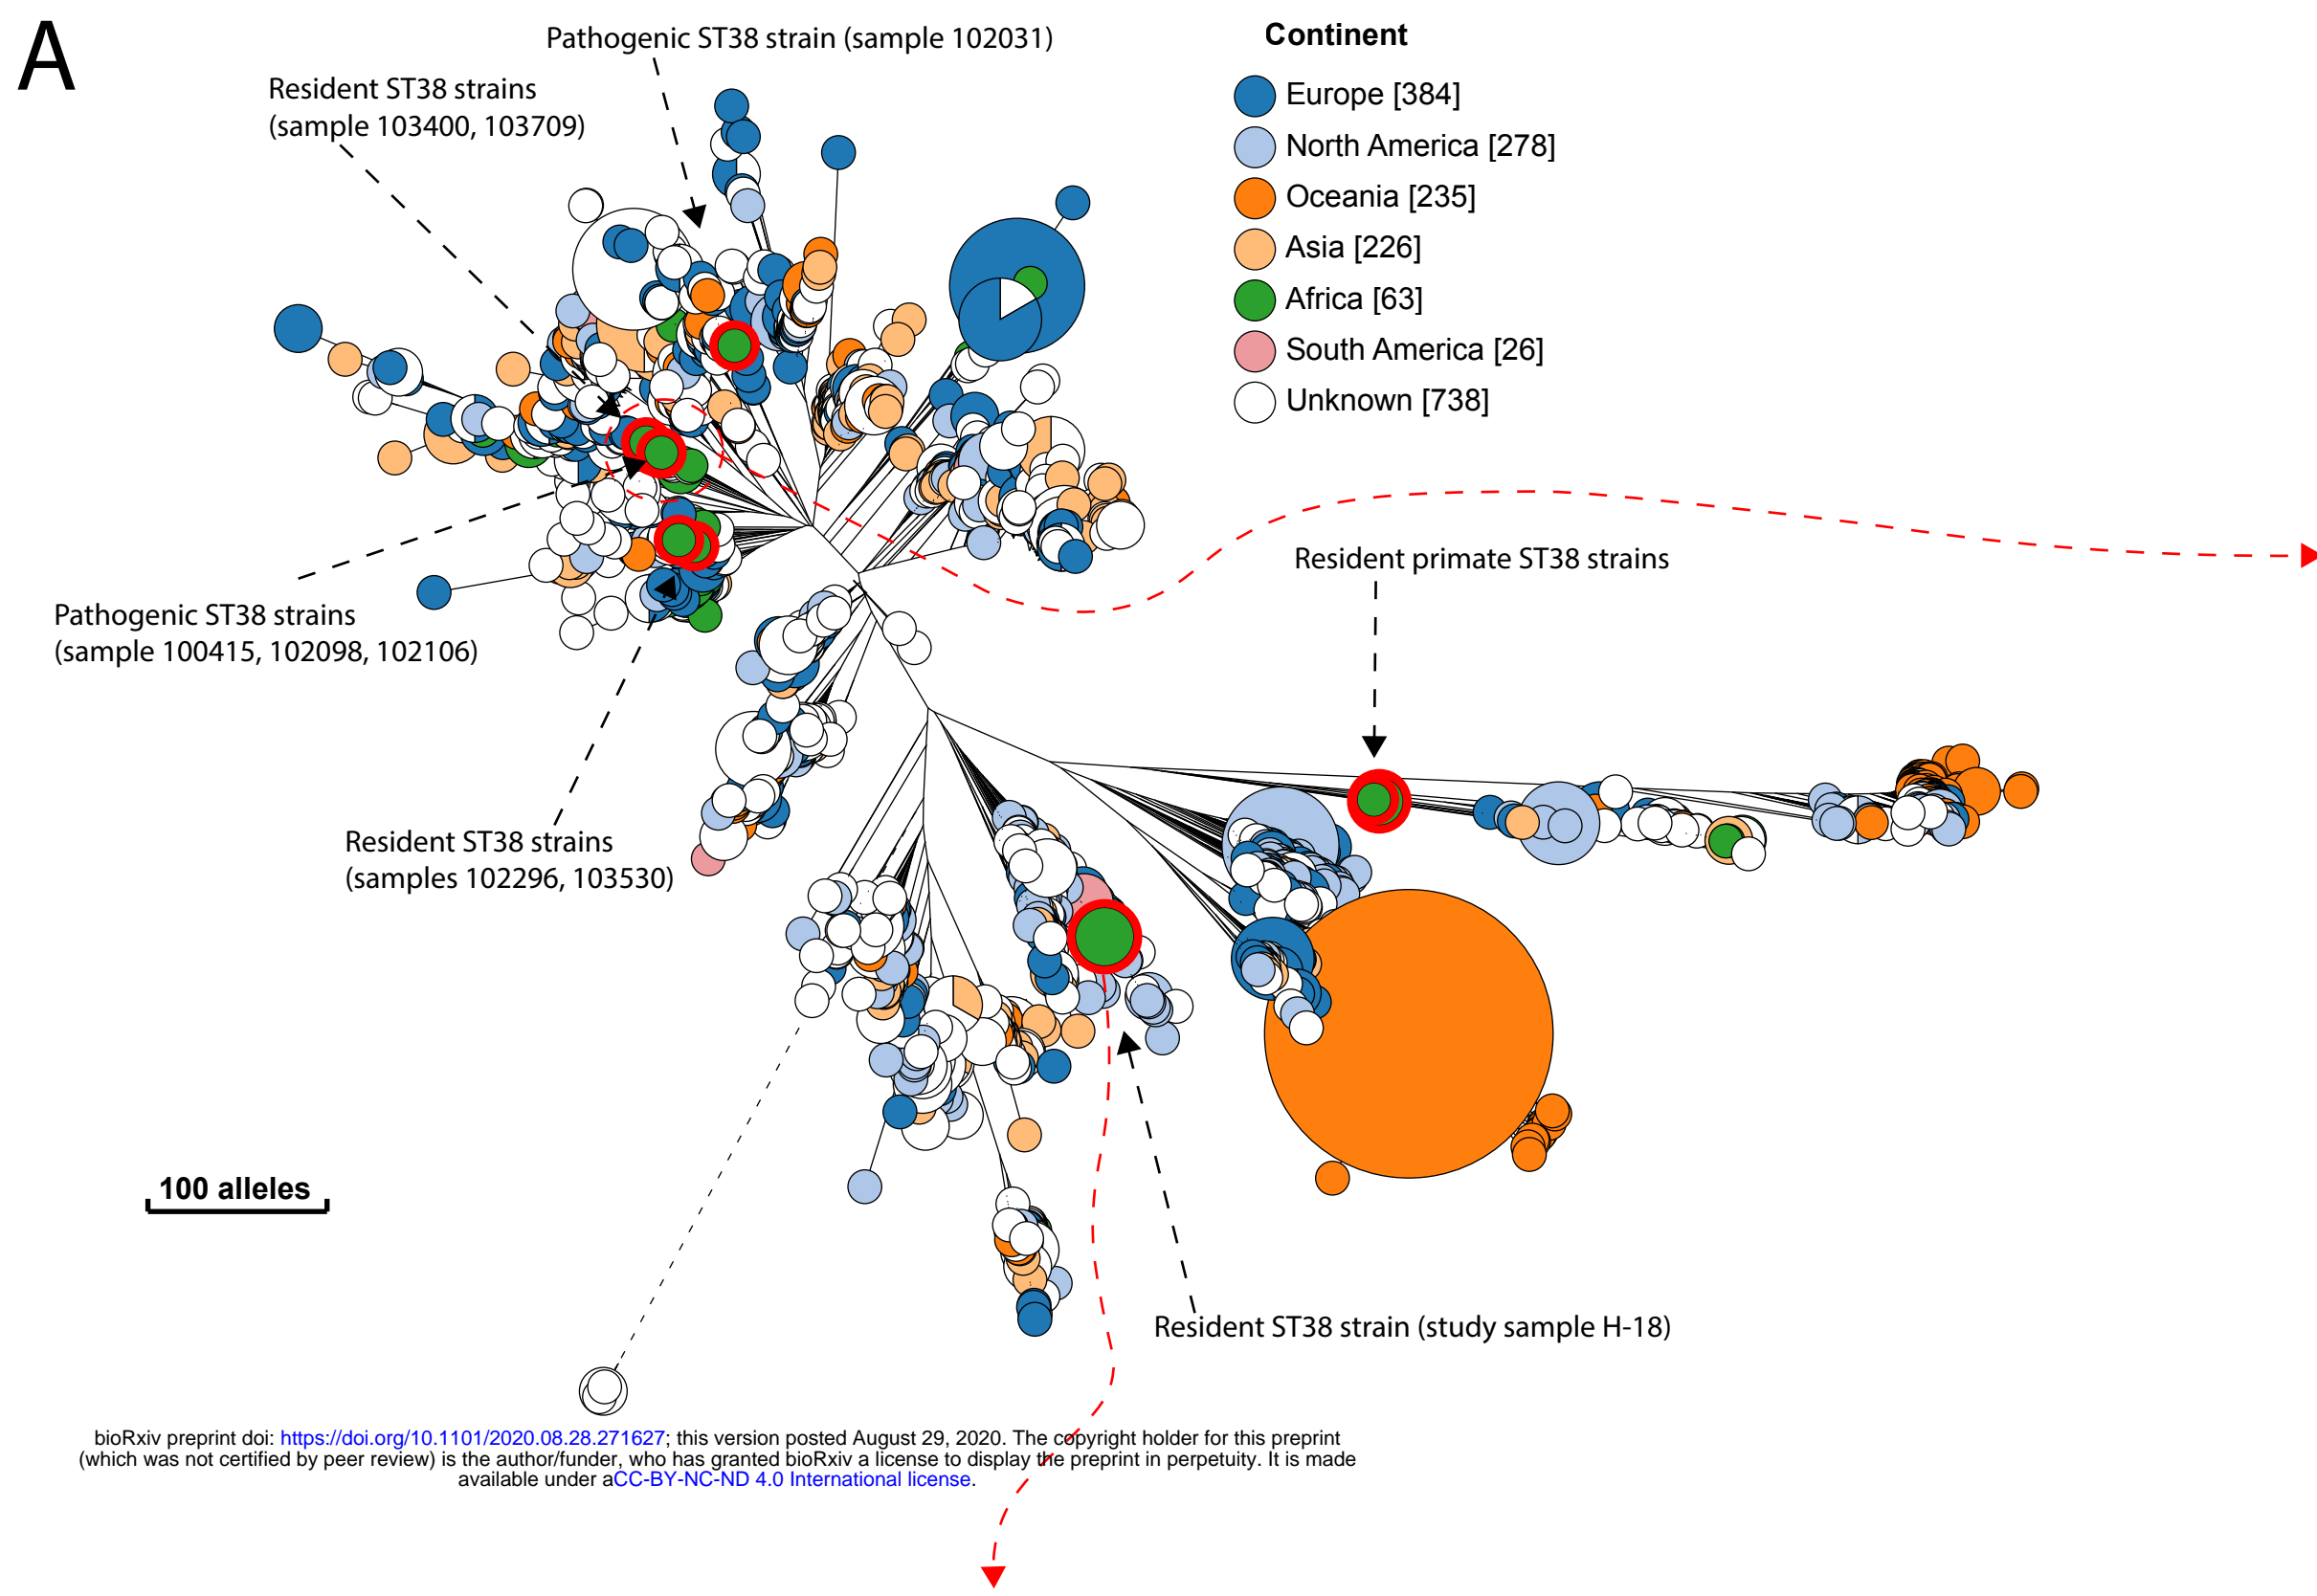 A
Pathogenic ST38 strain (sample 102031)
Resident ST38 strains
(sample 103400, 103709)
Continent
Europe [384]
North America [278]
Oceania [235]
Asia [226]
Africa [63]
South America [26]
Unknown [738]
Resident primate ST38 strains
Pathogenic ST38 strains
(sample 100415, 102098, 102106)
Resident ST38 strains
(samples 102296, 103530)
100 alleles
Resident ST38 strain (study sample H-18)
bioRxiv preprint doi: https://doi.org/10.1101/2020.08.28.271627; this version posted August 29, 2020. The copyright holder for this preprint
(which was not certified by peer review) is the author/funder, who has granted bioRxiv a license to display the preprint in perpetuity. It is made
available under aCC-BY-NC-ND 4.0 International license.